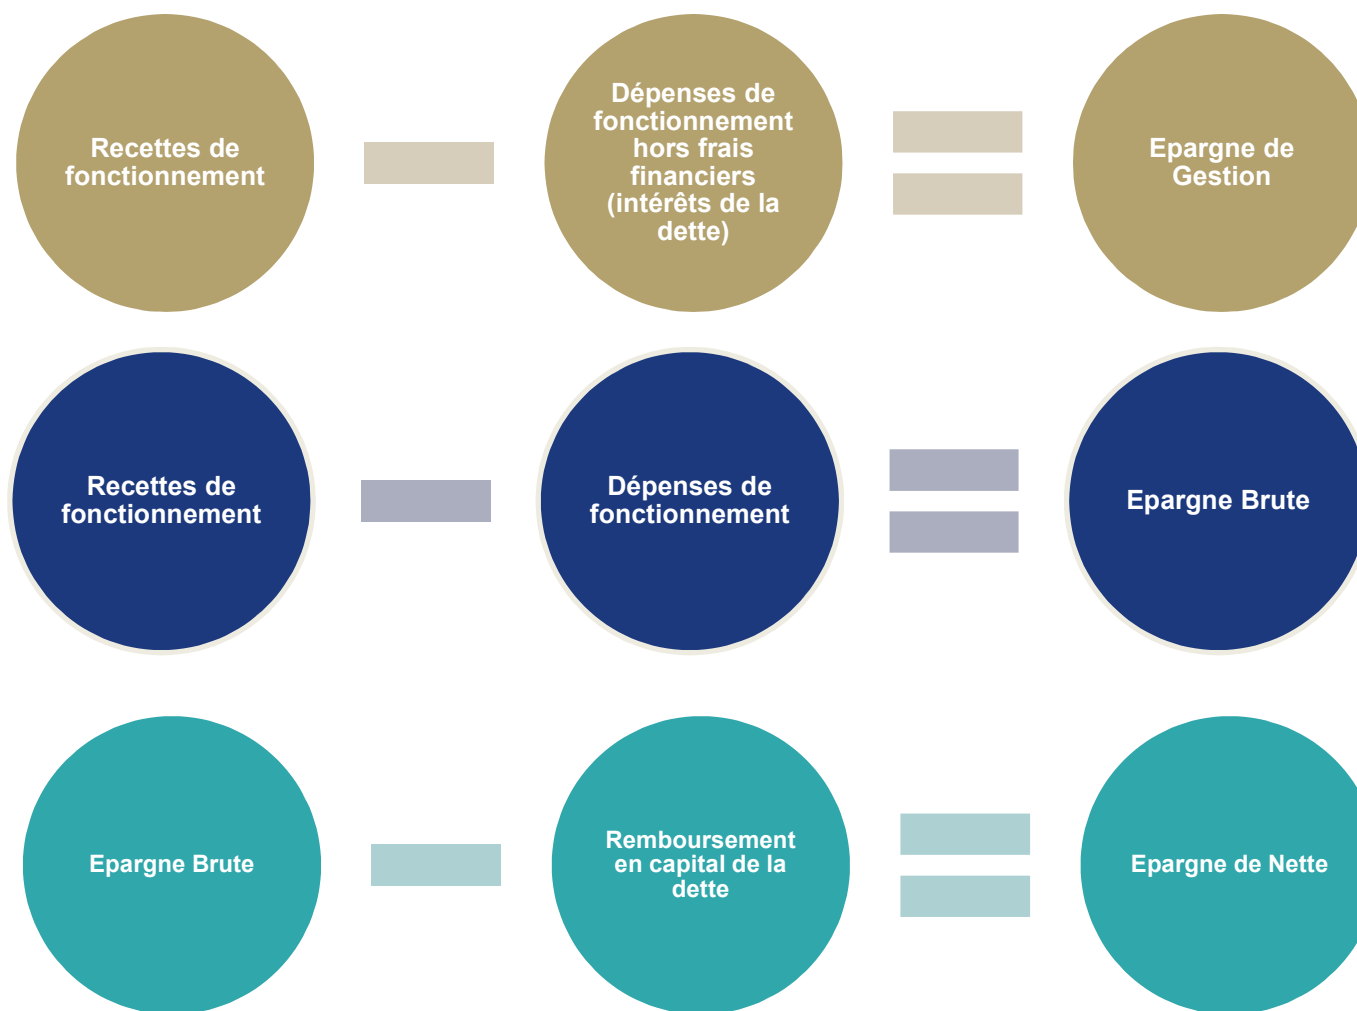 Recettes de
fonctionnement
Dépenses de
fonctionnement
hors frais
financiers
(intérêts de la
dette)
Epargne de
Gestion
Recettes de
fonctionnement
Dépenses de
fonctionnement
Epargne Brute
Epargne Brute
Remboursement
en capital de la
dette
Epargne de Nette